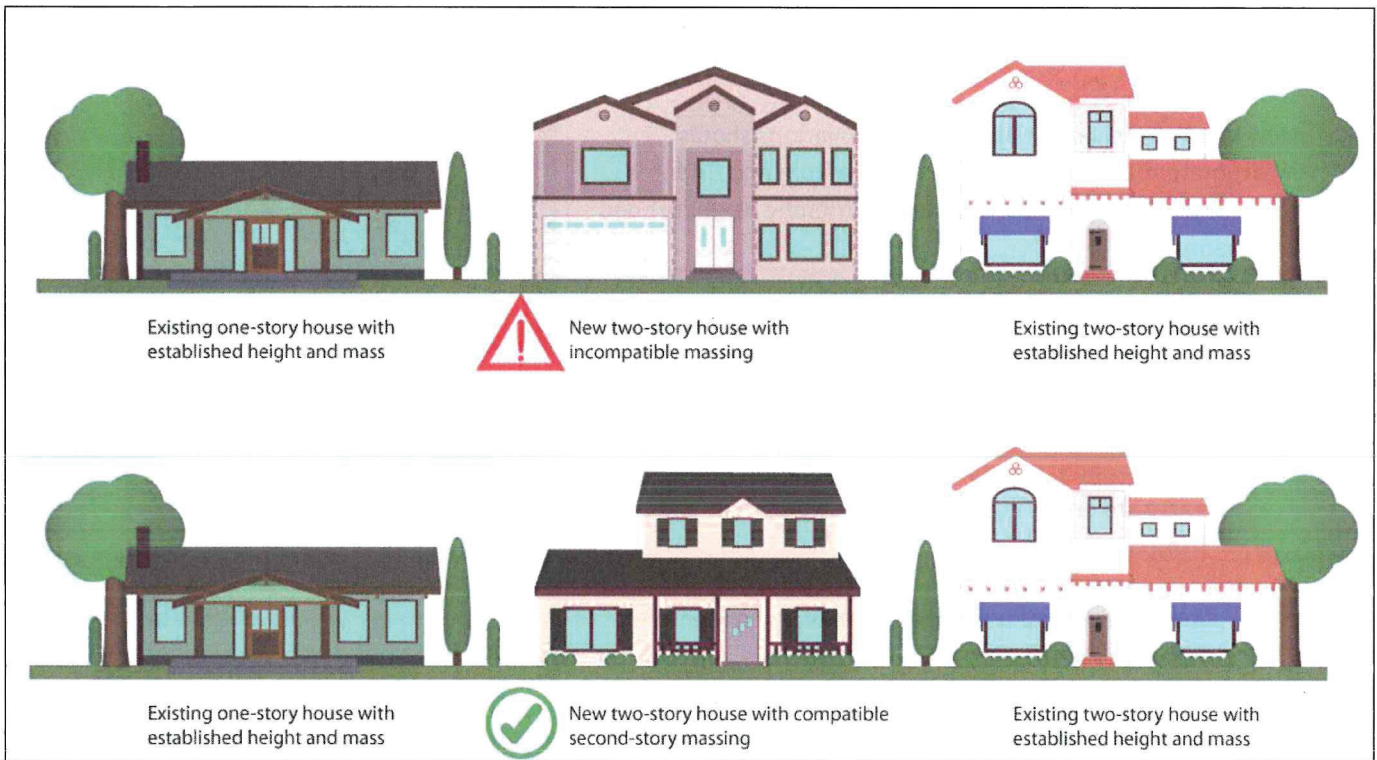 Existing one-story house with
established height and mass
New two-story house with
incompatible massing
Existing two-story house with
established height and mass
Existing one-story house with
established height and mass
New two-story house with compatible
second-story massing
Existing two-story house with
established height and mass